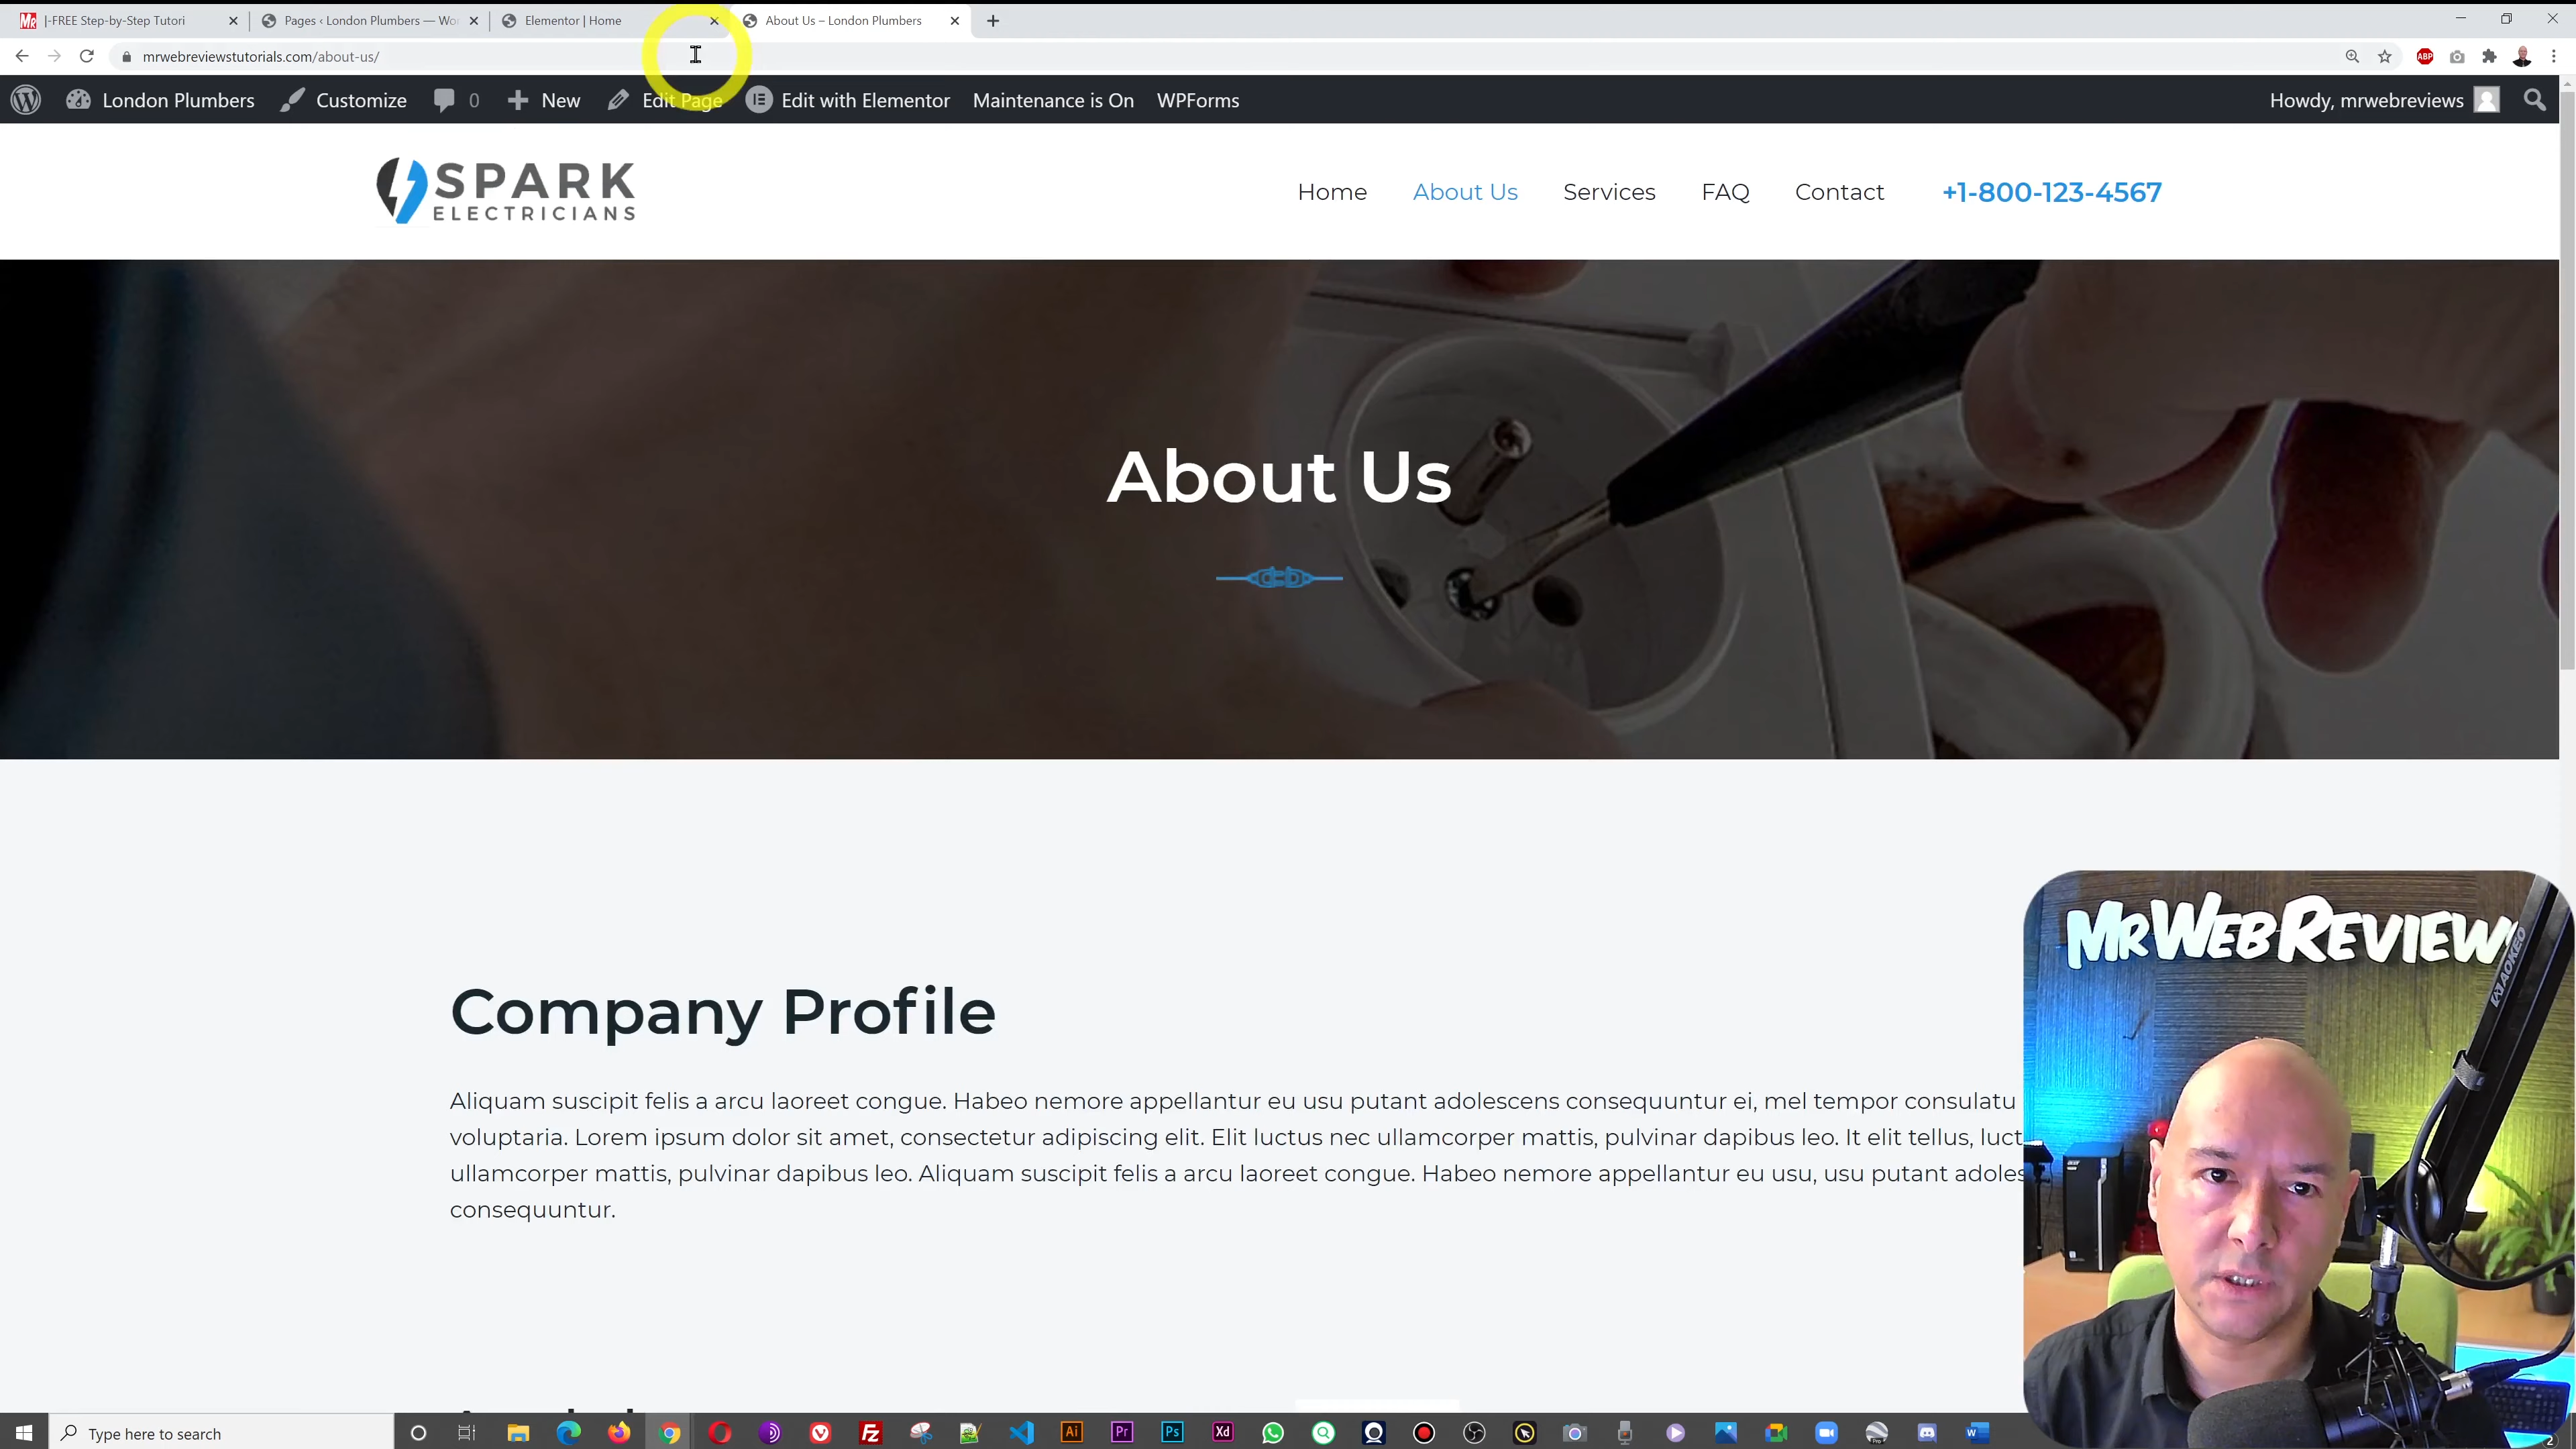 |-FREE Step-by-Step Tutori
Pages ‹ London Plumbers — Wo
Elementor | Home
About Us – London Plumbers
mrwebreviewstutorials.com/about-us/
ABP
London Plumbers
Customize
0
New
Edit Page
Edit with Elementor
Maintenance is On
WPForms
Howdy, mrwebreviews
SPARK
ELECTRICIANS
Home
About Us
Services
FAQ
Contact
+1-800-123-4567
About Us
Company Profile
Aliquam suscipit felis a arcu laoreet congue. Habeo nemore appellantur eu usu putant adolescens consequuntur ei, mel tempor consulatu
voluptaria. Lorem ipsum dolor sit amet, consectetur adipiscing elit. Elit luctus nec ullamcorper mattis, pulvinar dapibus leo. It elit tellus, luct
ullamcorper mattis, pulvinar dapibus leo. Aliquam suscipit felis a arcu laoreet congue. Habeo nemore appellantur eu usu, usu putant adoles
consequuntur.
MRWEBREVIEW
AOKEO
Type here to search
Ai
Pr
Ps
Xd